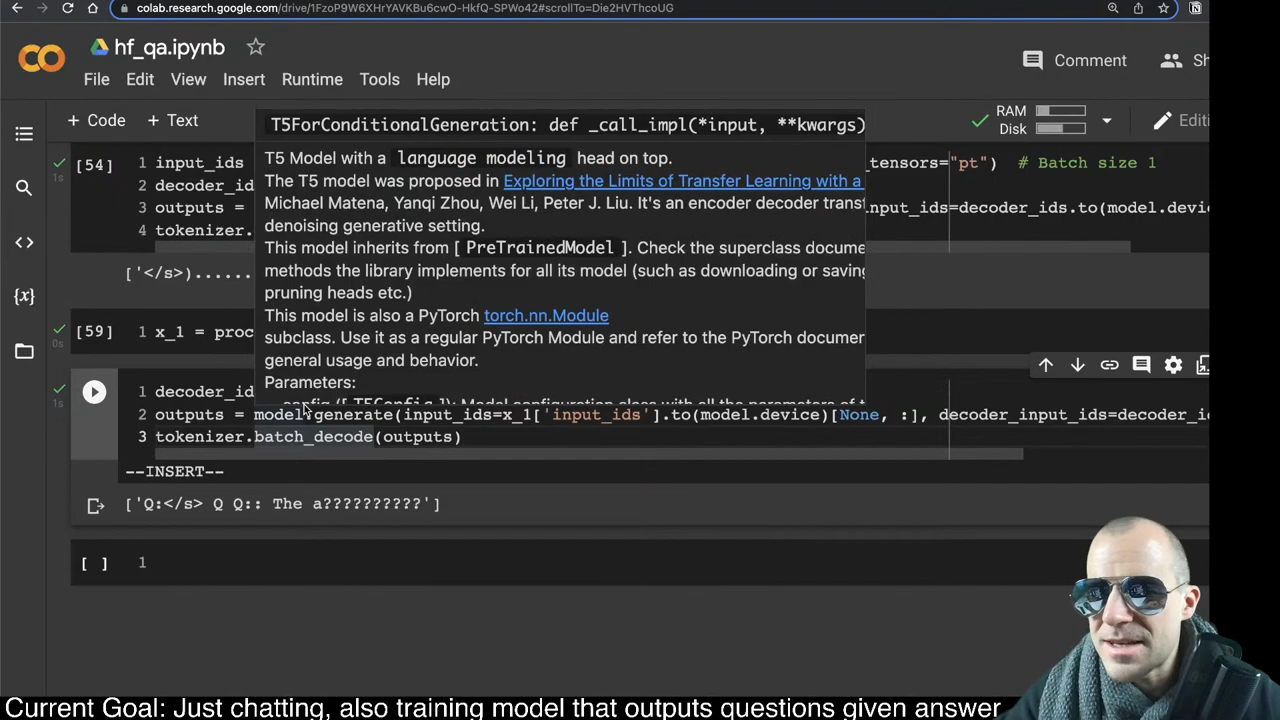 colab.research.google.com/drive/1FzoP9W6XHrYAVKBu6cwO-HkfQ-SPWo42#scrollTo=Die2HVThcoUG
hf_qa.ipynb
Comment
File Edit View Insert Runtime Tools Help
+ Code + Text
RAM
Disk
T5ForConditionalGeneration: def _call_impl(*input, **kwargs)
T5 Model with a language modeling head on top.
The T5 model was proposed in Exploring the Limits of Transfer Learning with a
Michael Matena, Yanqi Zhou, Wei Li, Peter J. Liu. It's an encoder decoder
denoising generative setting.
This model inherits from [ PreTrainedModel ]. Check the superclass
methods the library implements for all its model (such as downloading or
pruning heads etc.)
This model is also a PyTorch torch.nn.Module
subclass. Use it as a regular PyTorch Module and refer to the PyTorch
general usage and behavior.
Parameters:
[54] 1 input_ids _tensors="pt") # Batch size 1
1s 2 decoder_id
3 outputs = input_ids=decoder_ids.to(model.devi
4 tokenizer.
['</s>)......
[59] 1 x_1 = proc
0s
1 decoder_id
1s 2 outputs = model.generate(input_ids=x_1['input_ids'].to(model.device)[None, :], decoder_input_ids=decoder_i
3 tokenizer.batch_decode(outputs)
--INSERT--
['Q:</s> Q Q:: The a??????????']
[ ] 1
Current Goal: Just chatting, also training model that outputs questions given answer